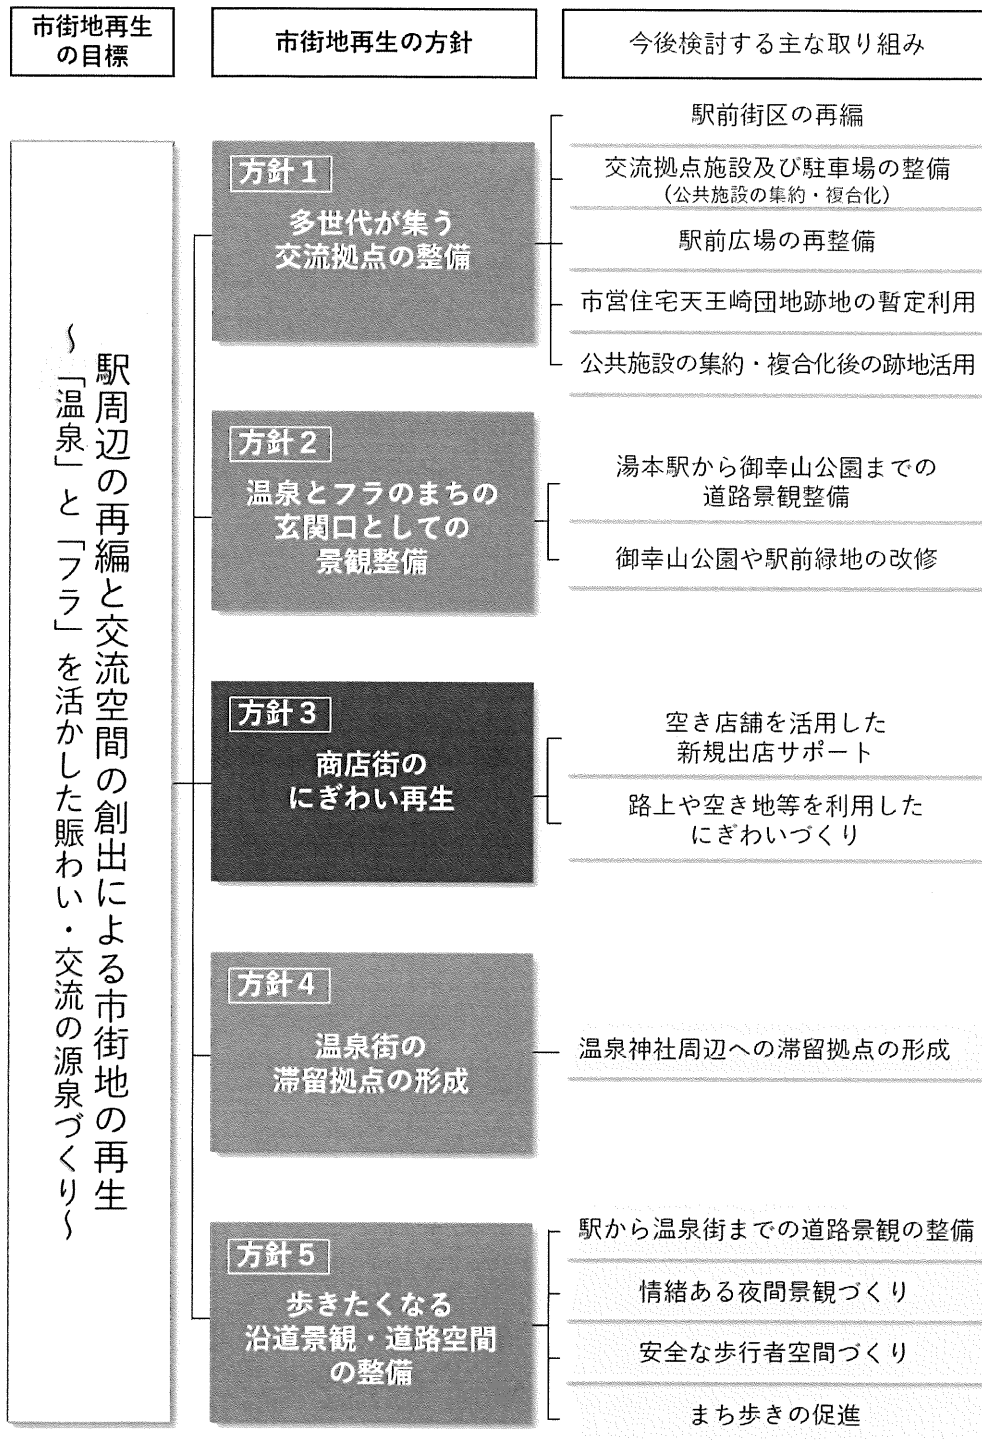 市街地再生
の目標
市街地再生の方針
今後検討する主な取り組み
駅周辺の再編と交流空間の創出による市街地の再生
～「温泉」と「フラ」を活かした賑わい・交流の源泉づくり～
方針1
多世代が集う
交流拠点の整備
駅前街区の再編
交流拠点施設及び駐車場の整備
(公共施設の集約・複合化)
駅前広場の再整備
市営住宅天王崎団地跡地の暫定利用
公共施設の集約・複合化後の跡地活用
方針2
温泉とフラのまちの
玄関口としての
景観整備
湯本駅から御幸山公園までの
道路景観整備
御幸山公園や駅前緑地の改修
方針3
商店街の
にぎわい再生
空き店舗を活用した
新規出店サポート
路上や空き地等を利用した
にぎわいづくり
方針4
温泉街の
滞留拠点の形成
温泉神社周辺への滞留拠点の形成
方針5
歩きたくなる
沿道景観・道路空間
の整備
駅から温泉街までの道路景観の整備
情緒ある夜間景観づくり
安全な歩行者空間づくり
まち歩きの促進